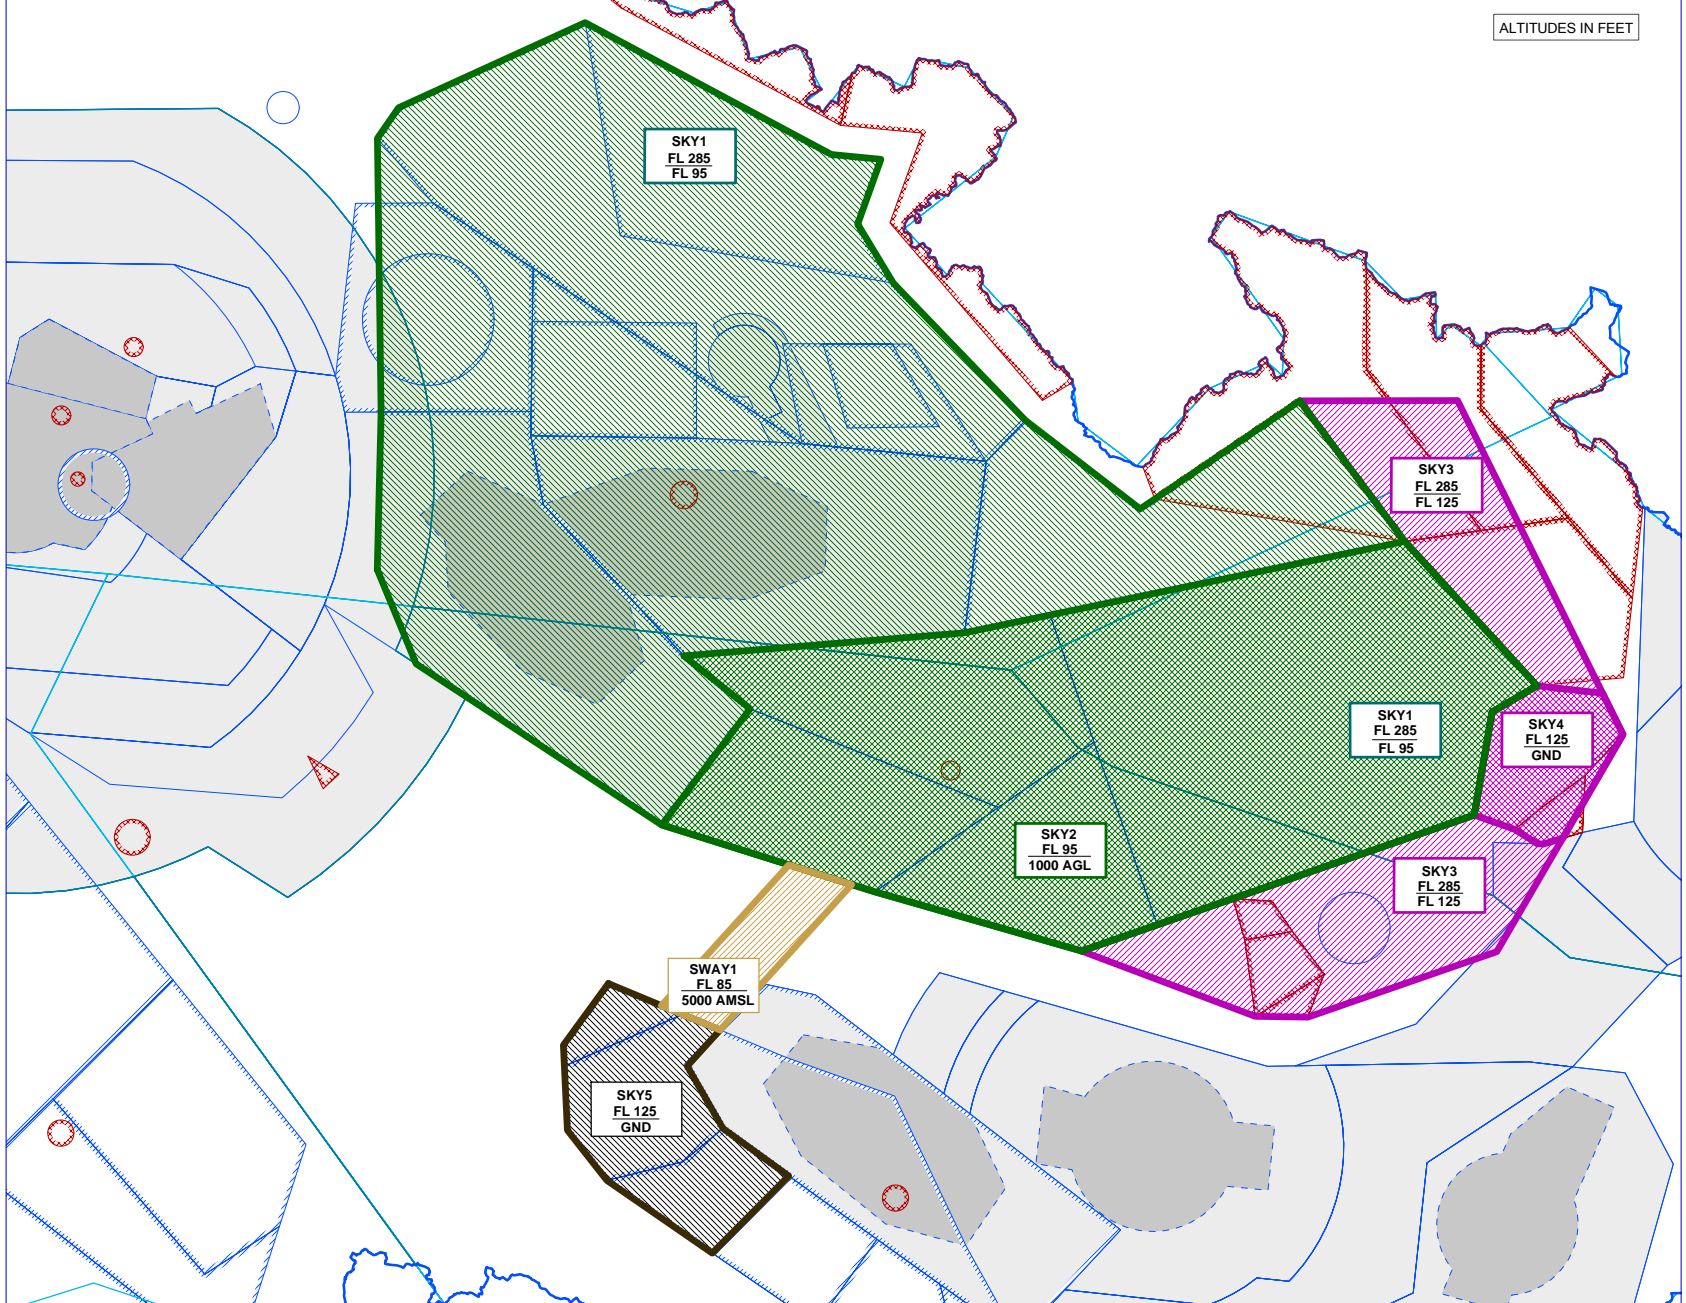 ALTITUDES IN FEET
SKY1
FL 285
FL 95
SKY3
FL 285
FL 125
SKY1
FL 285
FL 95
SKY4
FL 125
GND
SKY2
FL 95
1000 AGL
SKY3
FL 285
FL 125
SWAY1
FL 85
5000 AMSL
SKY5
FL 125
GND